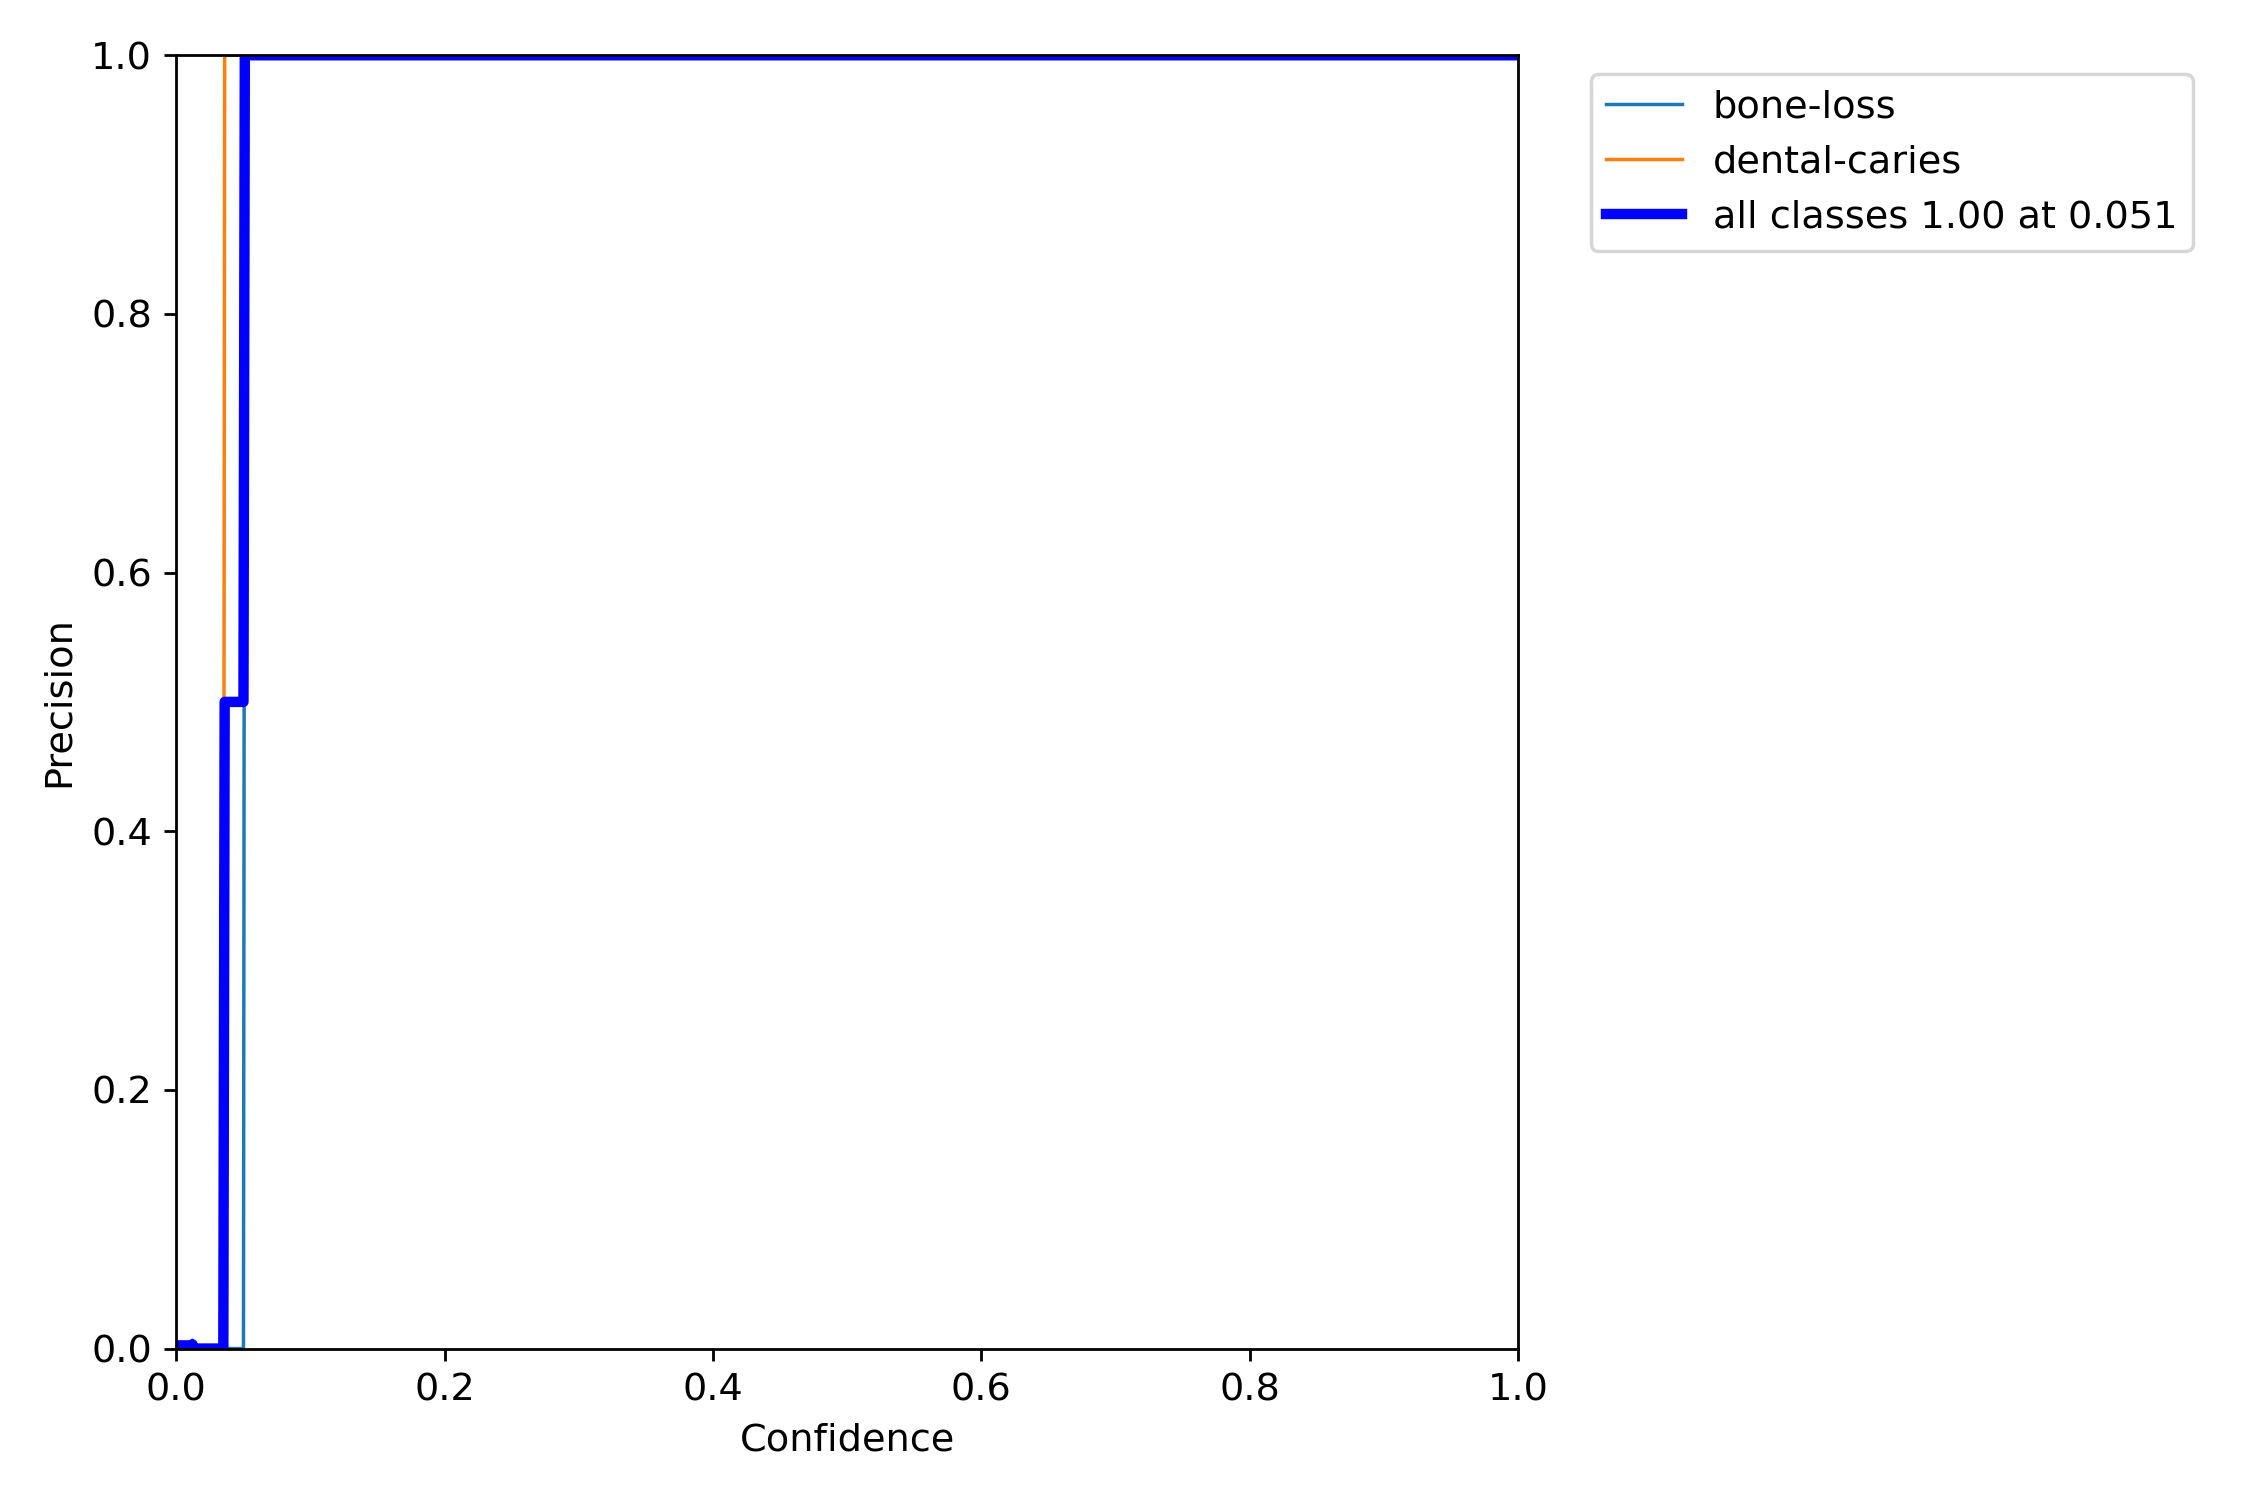 1.0
0.8
0.6
0.4
0.2
0.0
Precision
0.0 0.2 0.4 0.6 0.8 1.0
Confidence
bone-loss
dental-caries
all classes 1.00 at 0.051